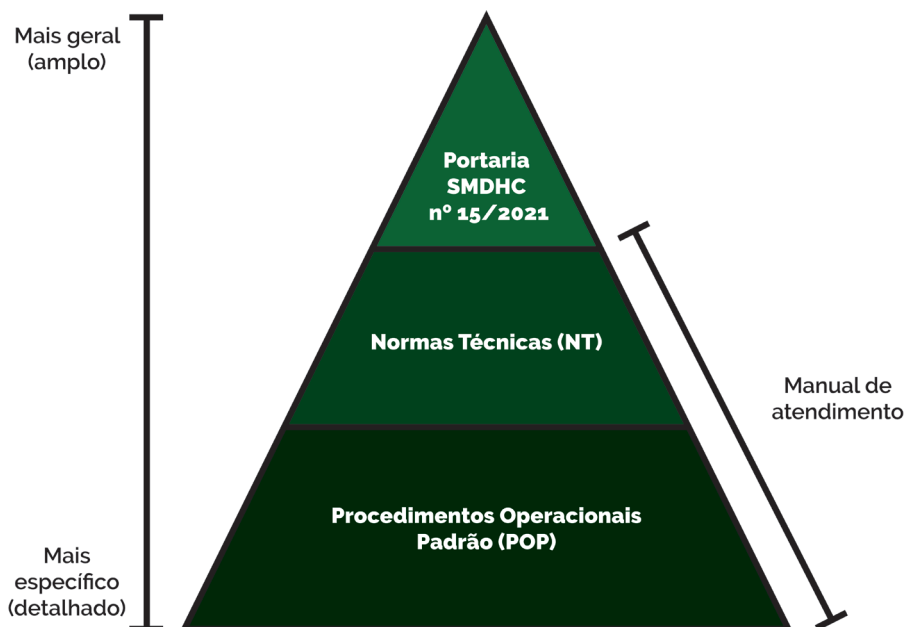 Mais geral
(amplo)
Portaria
SMDHC
nº 15/2021
Normas Técnicas (NT)
Manual de
atendimento
Procedimentos Operacionais
Padrão (POP)
Mais
específico
(detalhado)